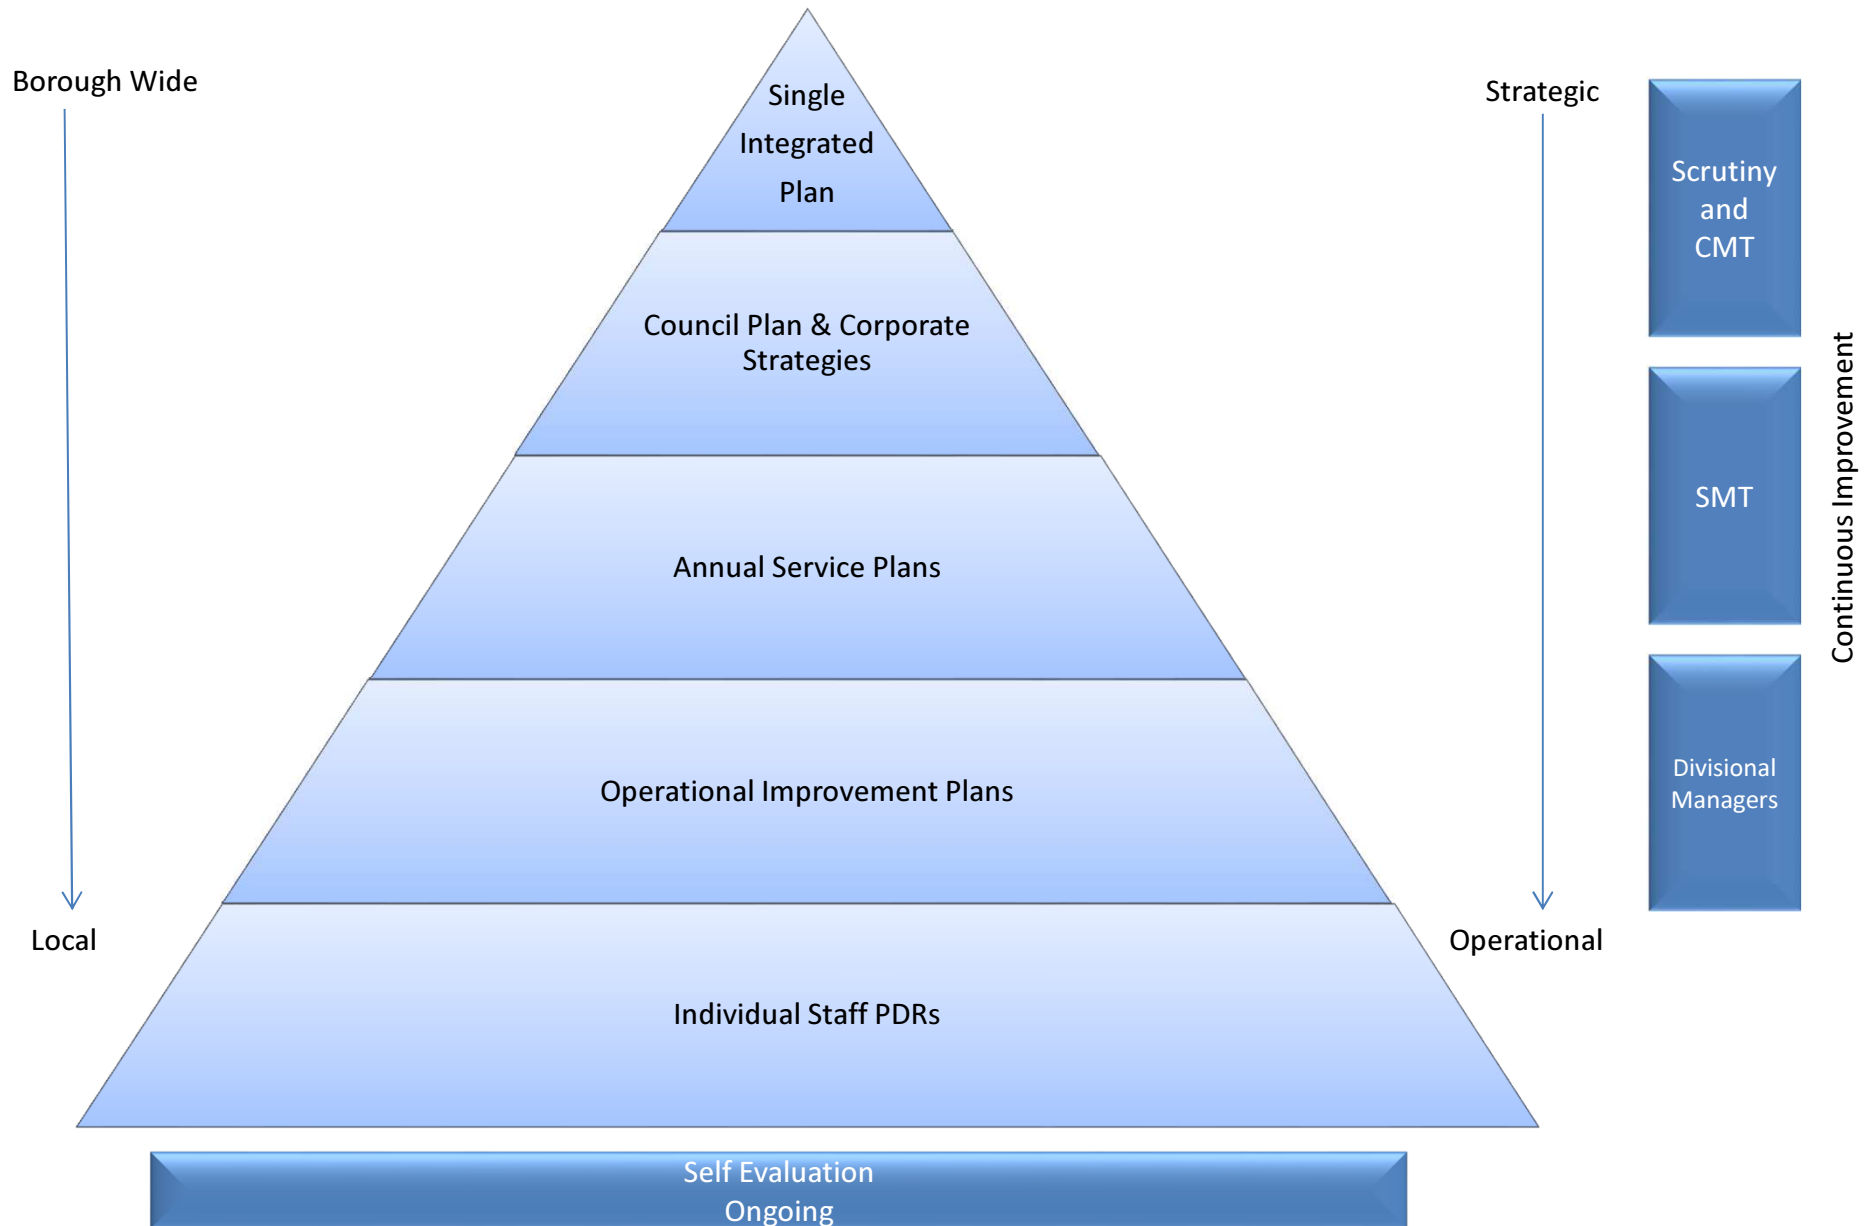 Borough Wide
Local
Single
Integrated
Plan
Council Plan & Corporate
Strategies
Annual Service Plans
Operational Improvement Plans
Individual Staff PDRs
Self Evaluation
Ongoing
Strategic
Operational
Scrutiny
and
CMT
SMT
Divisional
Managers
Continuous Improvement